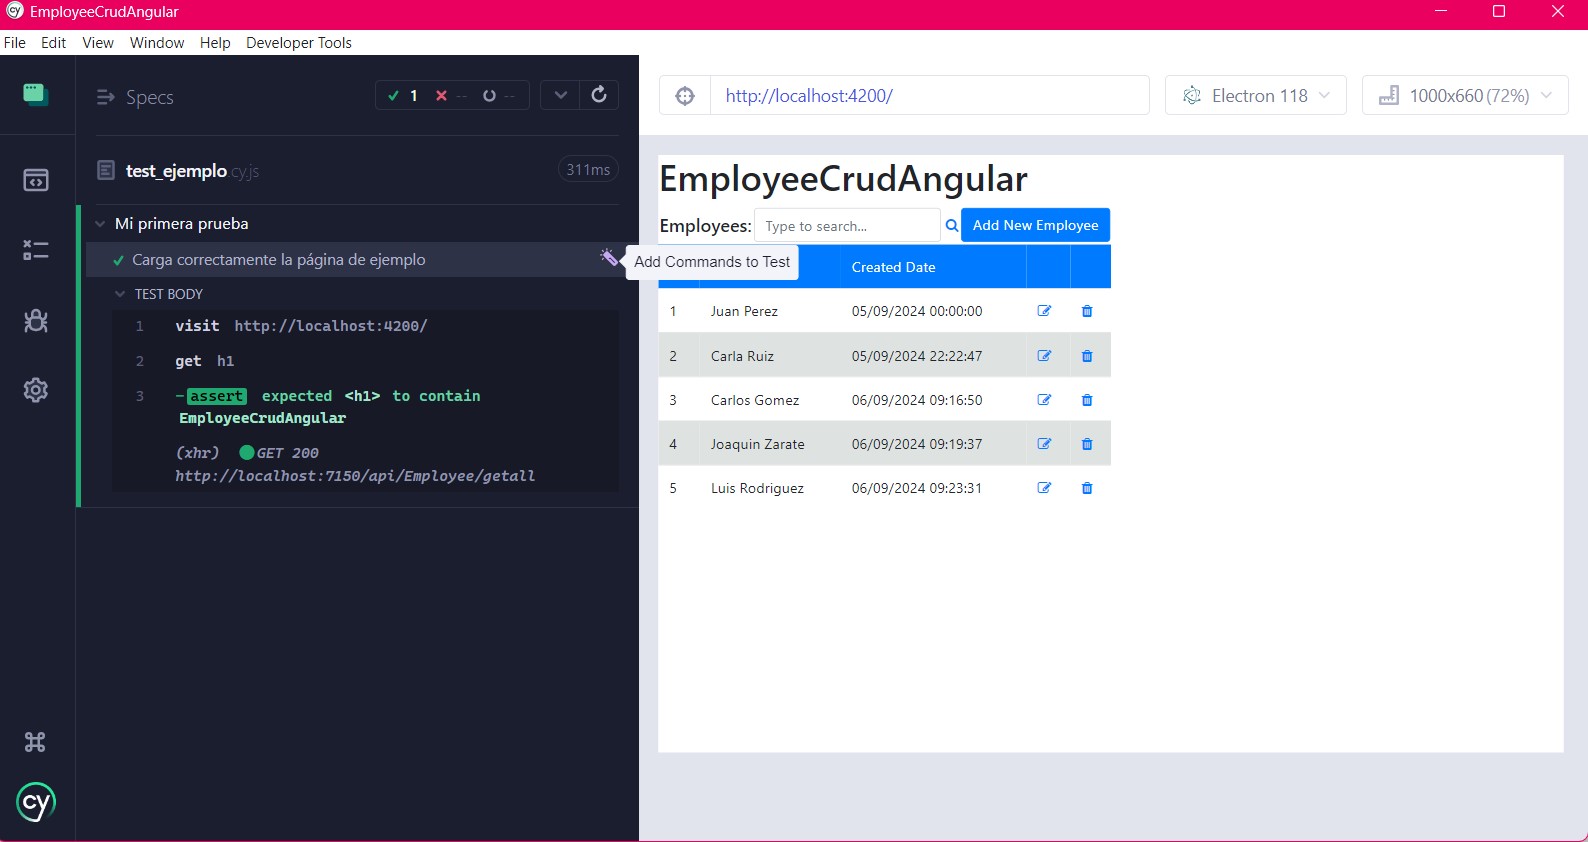 EmployeeCrudAngular
File Edit View Window Help Developer Tools
Specs
1 -- --
test_ejemplo.cy.js 311ms
Mi primera prueba
Carga correctamente la página de ejemplo
Add Commands to Test
TEST BODY
1 visit http://localhost:4200/
2 get h1
3 -assert expected <h1> to contain
EmployeeCrudAngular
(xhr) GET 200
http://localhost:7150/api/Employee/getall
cy
http://localhost:4200/
Electron 118
1000x660 (72%)
EmployeeCrudAngular
Employees: Type to search... Add New Employee
Created Date
1 Juan Perez 05/09/2024 00:00:00
2 Carla Ruiz 05/09/2024 22:22:47
3 Carlos Gomez 06/09/2024 09:16:50
4 Joaquin Zarate 06/09/2024 09:19:37
5 Luis Rodriguez 06/09/2024 09:23:31